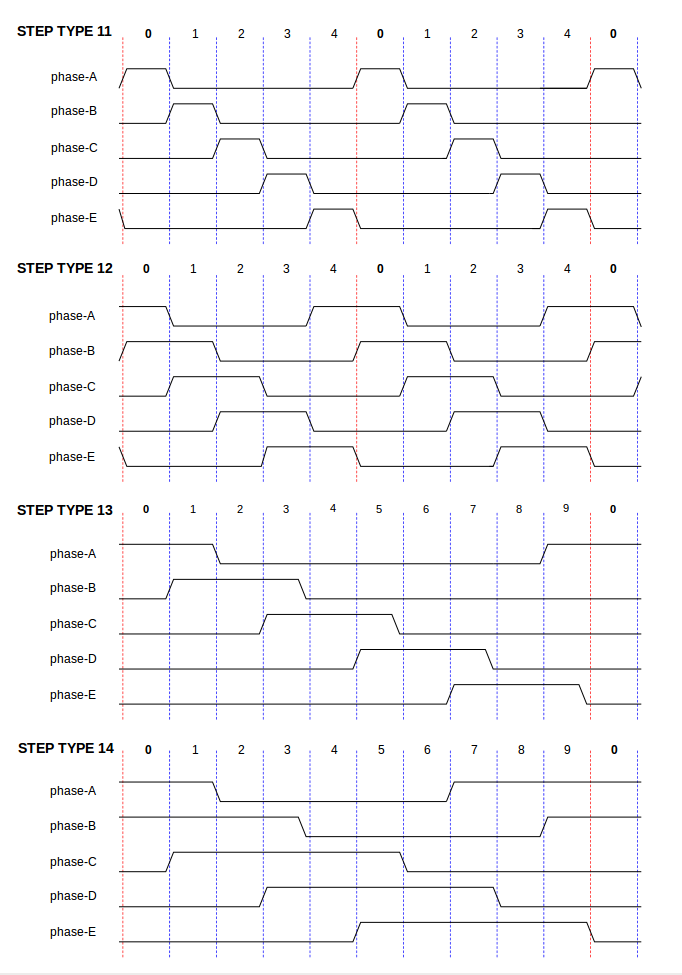 STEP TYPE 11 0 1 2 3 4 0 1 2 3 4 0
phase-A
phase-B
phase-C
phase-D
phase-E
STEP TYPE 12 0 1 2 3 4 0 1 2 3 4 0
phase-A
phase-B
phase-C
phase-D
phase-E
STEP TYPE 13 0 1 2 3 4 5 6 7 8 9 0
phase-A
phase-B
phase-C
phase-D
phase-E
STEP TYPE 14 0 1 2 3 4 5 6 7 8 9 0
phase-A
phase-B
phase-C
phase-D
phase-E